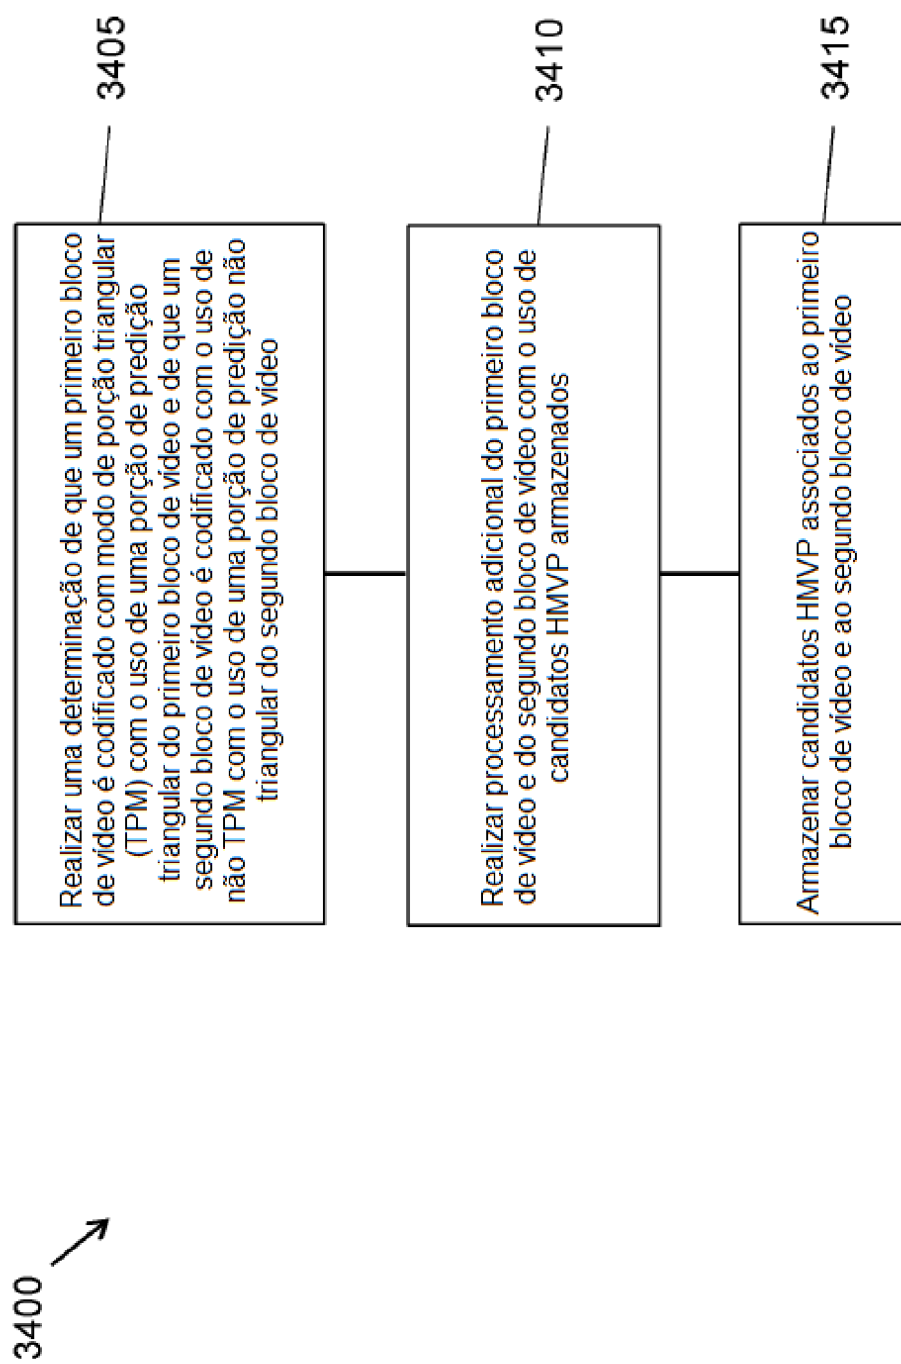 3400
3405
Realizar uma determinação de que um primeiro bloco
de vídeo é codificado com modo de porção triangular
(TPM) com o uso de uma porção de predição
triangular do primeiro bloco de vídeo e de que um
segundo bloco de vídeo é codificado com o uso de
não TPM com o uso de uma porção de predição não
triangular do segundo bloco de vídeo
3410
Realizar processamento adicional do primeiro bloco
de vídeo e do segundo bloco de vídeo com o uso de
candidatos HMVP armazenados
3415
Armazenar candidatos HMVP associados ao primeiro
bloco de vídeo e ao segundo bloco de vídeo